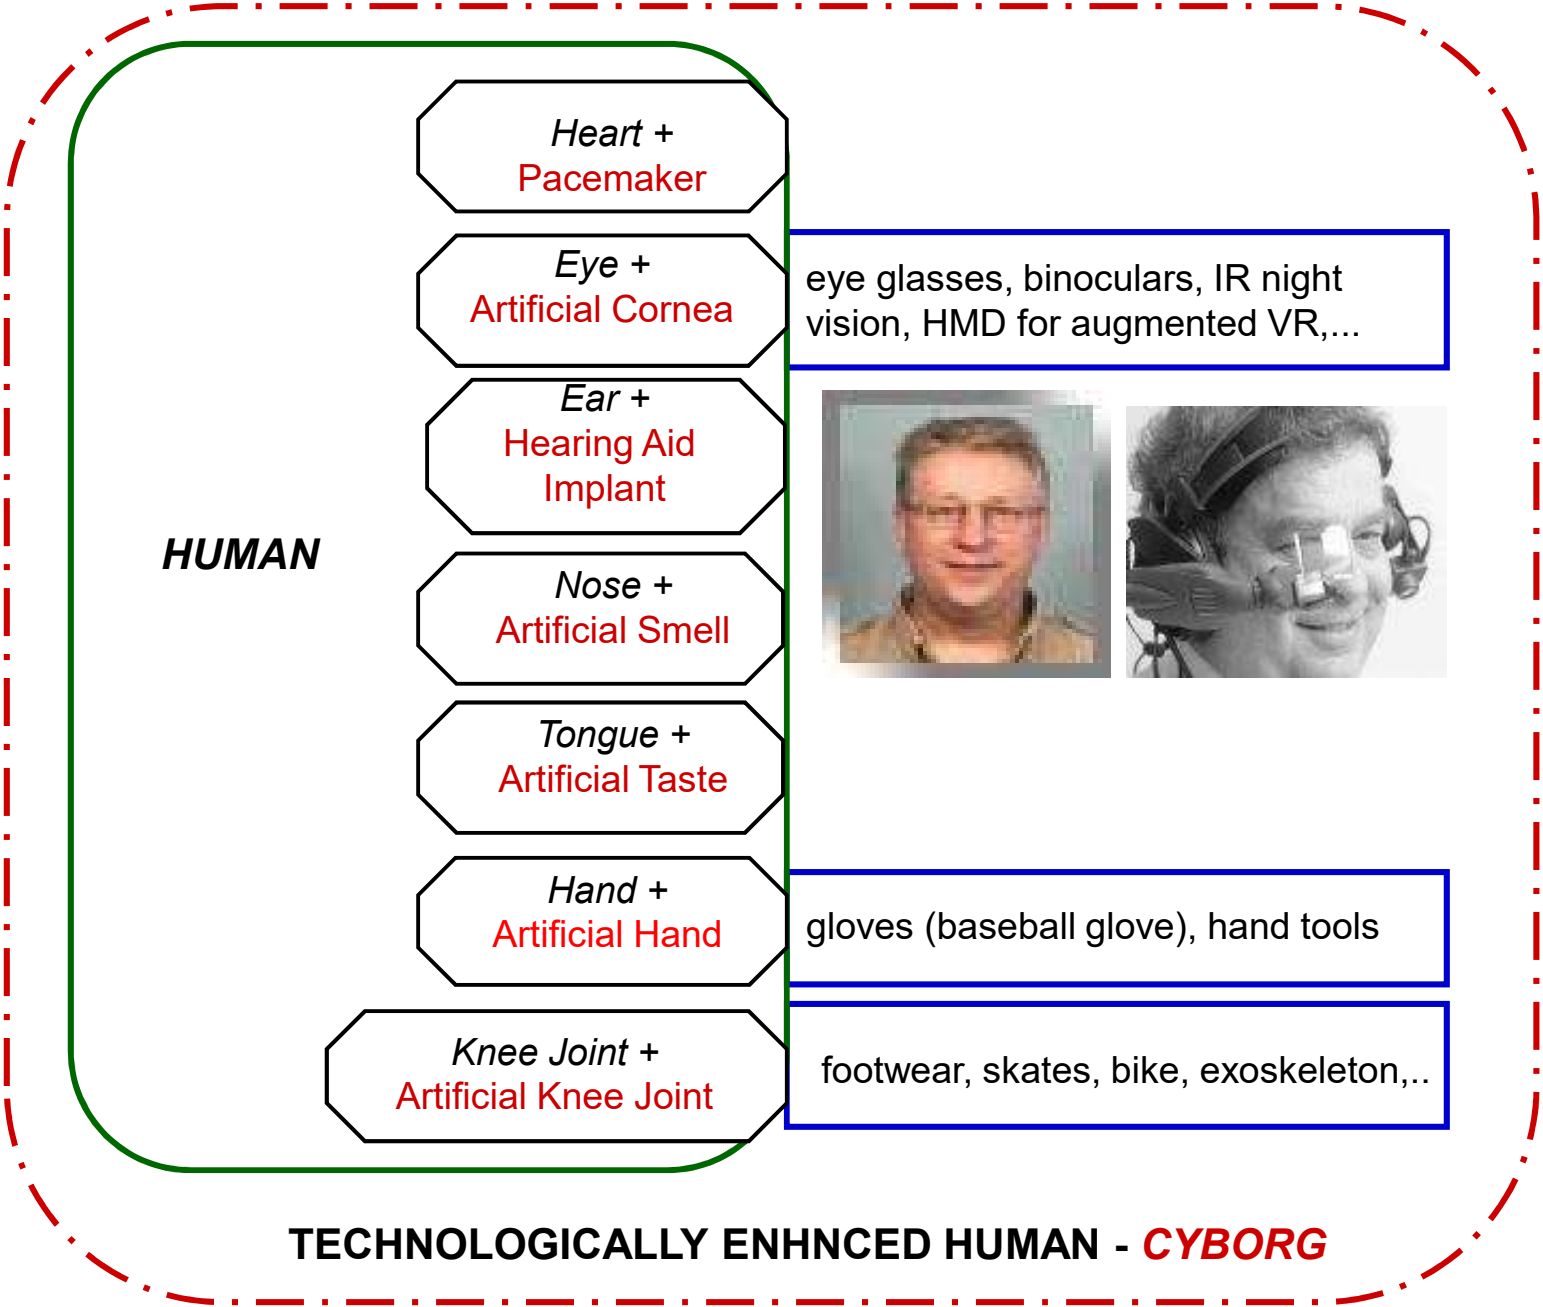 Heart +
Pacemaker
Eye +
Artificial Cornea
eye glasses, binoculars, IR night
vision, HMD for augmented VR,...
Ear +
Hearing Aid
Implant
HUMAN
Nose +
Artificial Smell
Tongue +
Artificial Taste
Hand +
Artificial Hand
gloves (baseball glove), hand tools
Knee Joint +
Artificial Knee Joint
footwear, skates, bike, exoskeleton,..
TECHNOLOGICALLY ENHNCED HUMAN - CYBORG